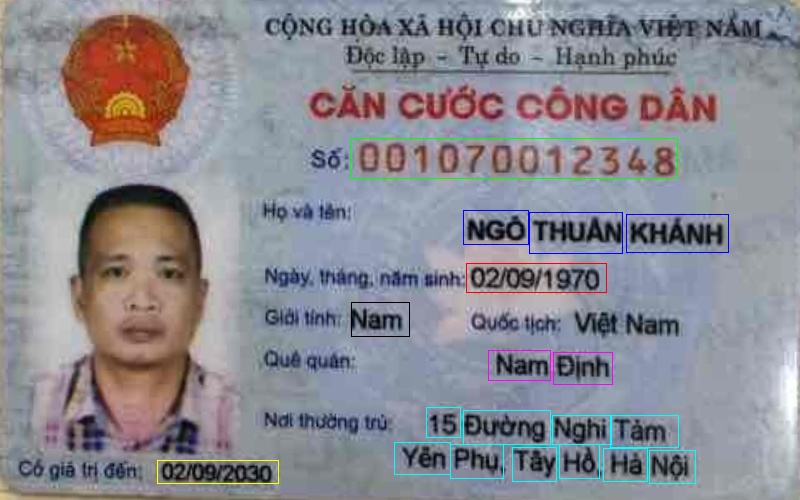 CỘNG HÒA XÃ HỘI CHỦ NGHĨA VIỆT NAM
Độc lập - Tự do - Hạnh phúc
CĂN CƯỚC CÔNG DÂN
Số: 001070012348
Họ và tên:
NGÔ THUẦN KHÁNH
Ngày, tháng, năm sinh: 02/09/1970
Giới tính: Nam Quốc tịch: Việt Nam
Quê quán: Nam Định
Nơi thường trú: 15 Đường Nghi Tàm
Yên Phụ, Tây Hồ, Hà Nội
Có giá trị đến: 02/09/2030